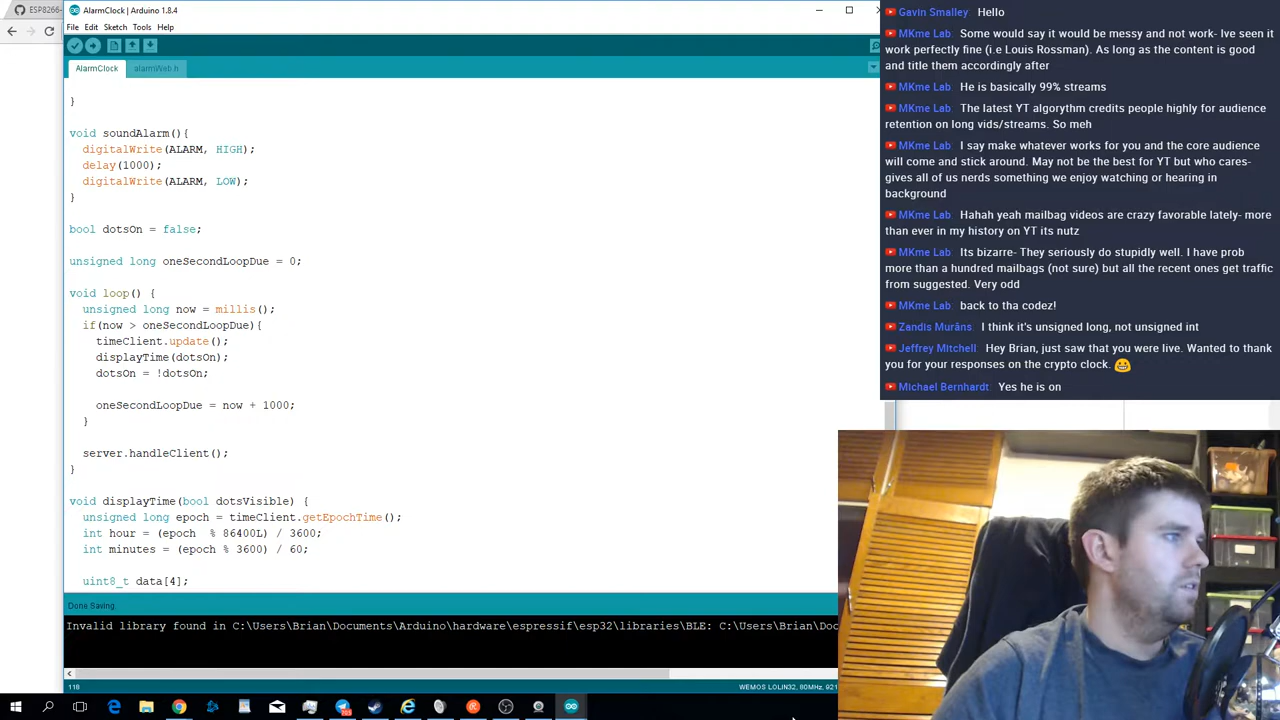 ESP8266-
AlarmClock | Arduino 1.8.4
File Edit Sketch Tools Help
AlarmClock alarmWeb.h
}
void soundAlarm(){
digitalWrite(ALARM, HIGH);
delay(1000);
digitalWrite(ALARM, LOW);
}
bool dotsOn = false;
unsigned long oneSecondLoopDue = 0;
void loop() {
unsigned long now = millis();
if(now > oneSecondLoopDue){
timeClient.update();
displayTime(dotsOn);
dotsOn = !dotsOn;
oneSecondLoopDue = now + 1000;
}
server.handleClient();
}
void displayTime(bool dotsVisible) {
unsigned long epoch = timeClient.getEpochTime();
int hour = (epoch % 86400L) / 3600;
int minutes = (epoch % 3600) / 60;
uint8_t data[4];
Done Saving.
Invalid library found in C:\Users\Brian\Documents\Arduino\hardware\espressif\esp32\libraries\BLE: C:\Users\Brian\Doc
118
WEMOS LOLIN32, 80MHz, 921
Gavin Smalley: Hello
MKme Lab: Some would say it would be messy and not work- Ive seen it
work perfectly fine (i.e Louis Rossman). As long as the content is good
and title them accordingly after
MKme Lab: He is basically 99% streams
MKme Lab: The latest YT algorythm credits people highly for audience
retention on long vids/streams. So meh
MKme Lab: I say make whatever works for you and the core audience
will come and stick around. May not be the best for YT but who cares-
gives all of us nerds something we enjoy watching or hearing in
background
MKme Lab: Hahah yeah mailbag videos are crazy favorable lately- more
than ever in my history on YT its nutz
MKme Lab: Its bizarre- They seriously do stupidly well. I have prob
more than a hundred mailbags (not sure) but all the recent ones get traffic
from suggested. Very odd
MKme Lab: back to tha codez!
Zandis Murāns: I think it's unsigned long, not unsigned int
Jeffrey Mitchell: Hey Brian, just saw that you were live. Wanted to thank
you for your responses on the crypto clock. 😀
Michael Bernhardt: Yes he is on